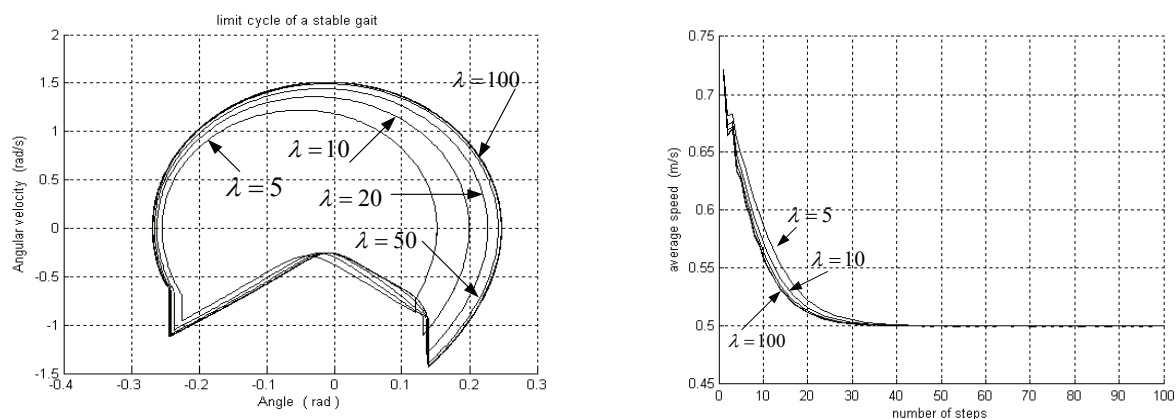 limit cycle of a stable gait
2
1.5
1
0.5
0
-0.5
-1
-1.5
-0.4
-0.3
-0.2
-0.1
0
0.1
0.2
0.3
Angular velocity (rad/s)
Angle ( rad )
λ = 100
λ = 10
λ = 5
λ = 20
λ = 50
0.75
0.7
0.65
0.6
0.55
0.5
0.45
0
10
20
30
40
50
60
70
80
90
100
average speed (m/s)
number of steps
λ = 5
λ = 10
λ = 100